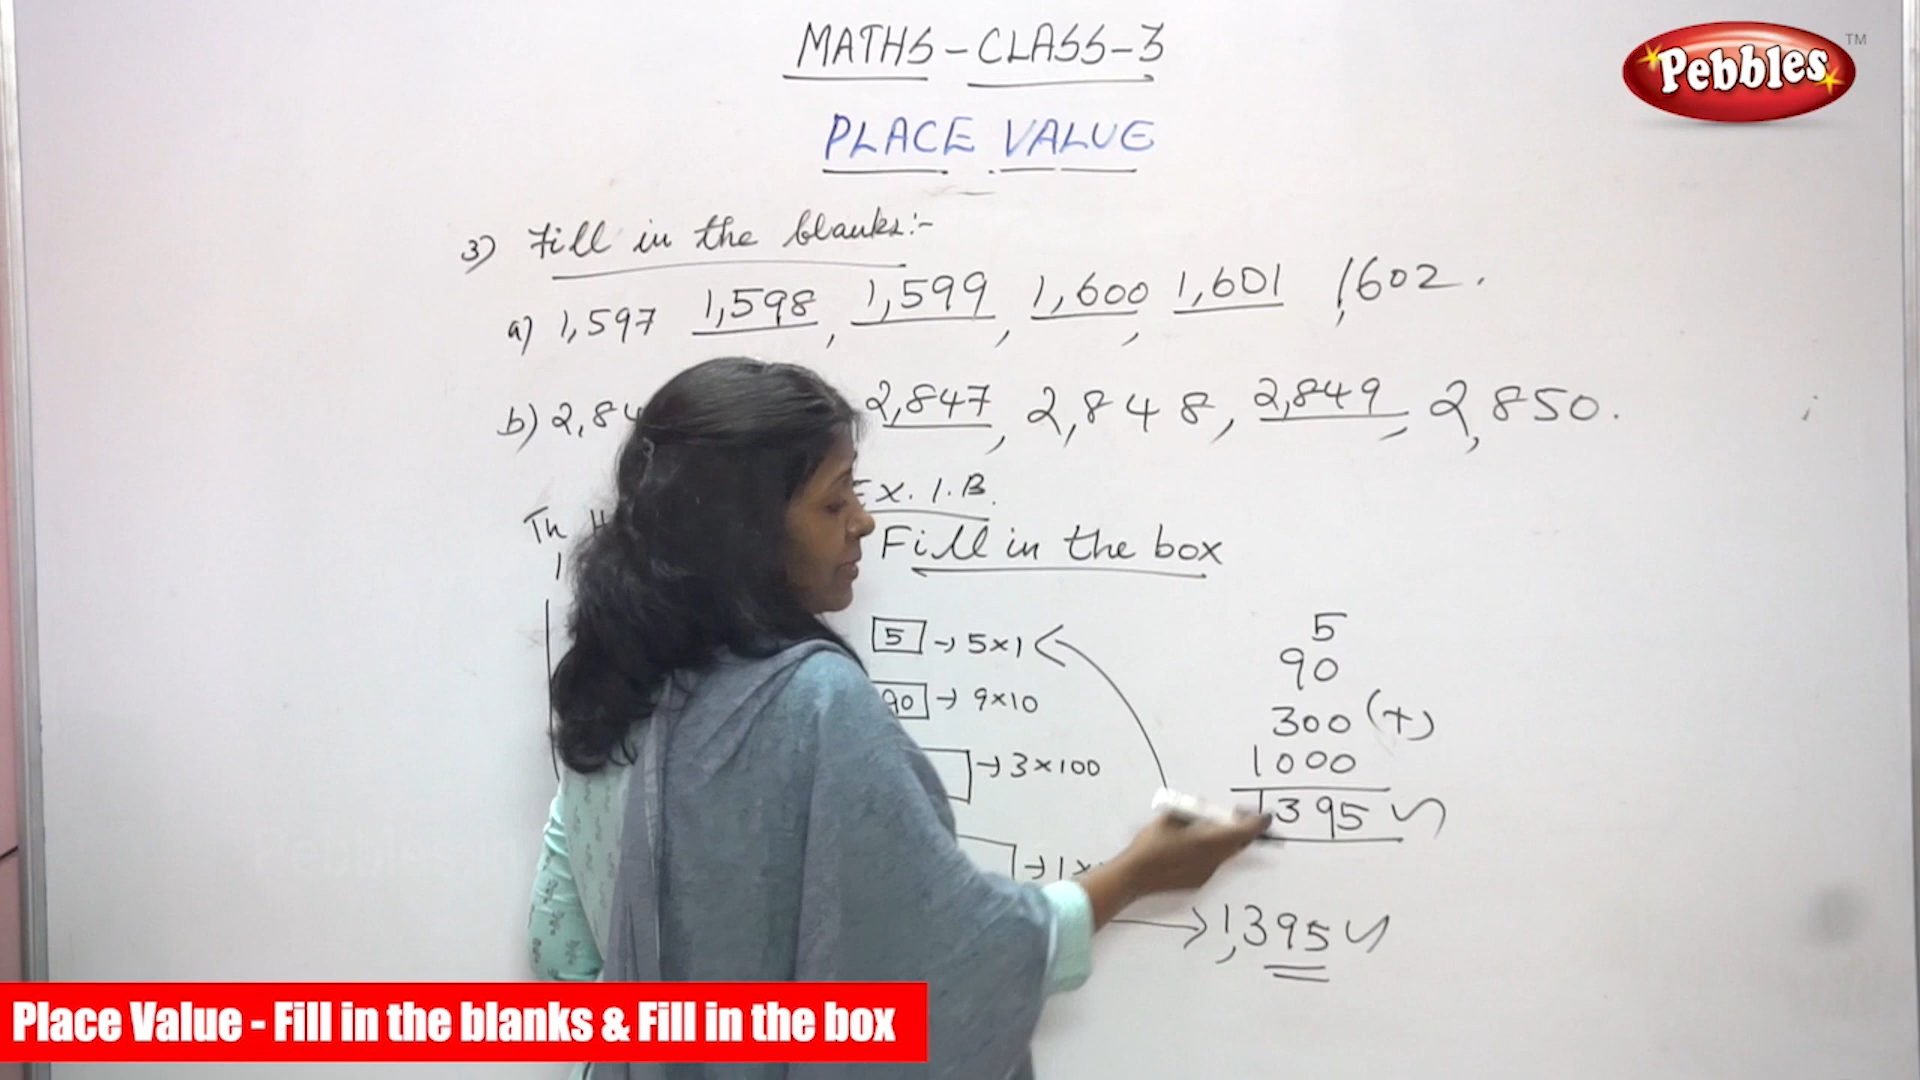 MATHS - CLASS - 3
Pebbles TM
PLACE VALUE
3) Fill in the blanks:-
a) 1,597 1,598, 1,599, 1,600, 1,601 1,602.
b) 2,84 2,847, 2,848, 2,849, 2,850.
Ex. 1.B.
Th H
Fill in the box
1
5 → 5×1
90 → 9×10
→ 3×100
→ 1×
5
90
300 (+)
1000
1395
→ 1,395
Place Value - Fill in the blanks & Fill in the box